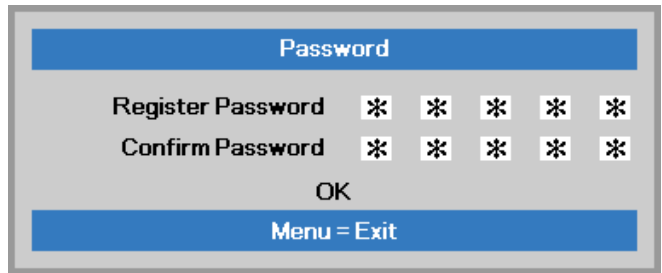 Password
Register Password * * * * *
Confirm Password * * * * *
OK
Menu = Exit